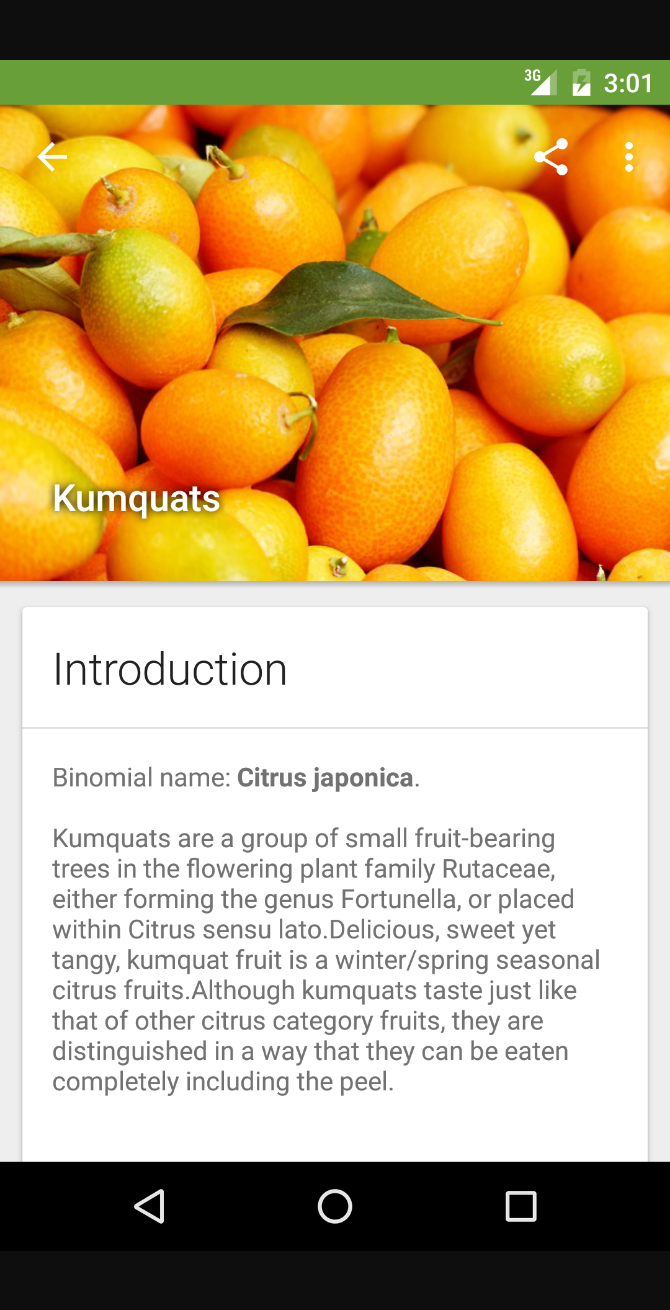 3G 3:01
Kumquats
Introduction
Binomial name: Citrus japonica.
Kumquats are a group of small fruit-bearing
trees in the flowering plant family Rutaceae,
either forming the genus Fortunella, or placed
within Citrus sensu lato.Delicious, sweet yet
tangy, kumquat fruit is a winter/spring seasonal
citrus fruits.Although kumquats taste just like
that of other citrus category fruits, they are
distinguished in a way that they can be eaten
completely including the peel.